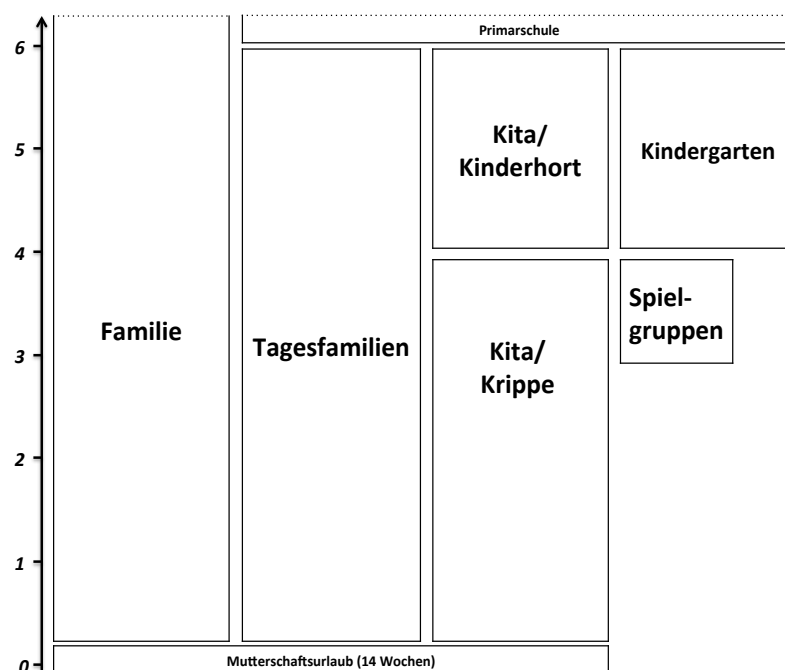 Primarschule
6
5
4
3
2
1
0
Familie
Tagesfamilien
Kita/
Kinderhort
Kita/
Krippe
Kindergarten
Spiel-
gruppen
Mutterschaftsurlaub (14 Wochen)